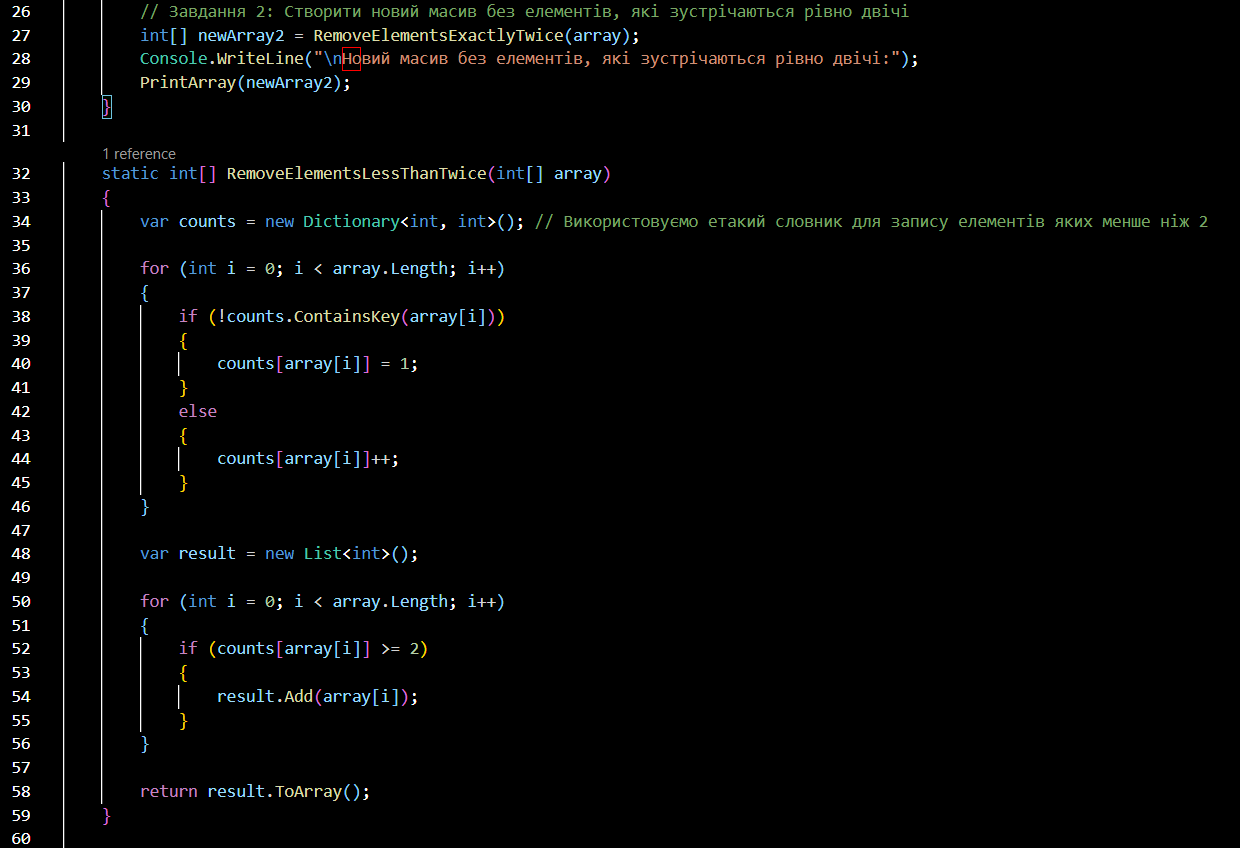 26 // Завдання 2: Створити новий масив без елементів, які зустрічаються рівно двічі
27 int[] newArray2 = RemoveElementsExactlyTwice(array);
28 Console.WriteLine("\nНовий масив без елементів, які зустрічаються рівно двічі:");
29 PrintArray(newArray2);
30 }
31
1 reference
32 static int[] RemoveElementsLessThanTwice(int[] array)
33 {
34 var counts = new Dictionary<int, int>(); // Використовуємо етакий словник для запису елементів яких менше ніж 2
35
36 for (int i = 0; i < array.Length; i++)
37 {
38 if (!counts.ContainsKey(array[i]))
39 {
40 counts[array[i]] = 1;
41 }
42 else
43 {
44 counts[array[i]]++;
45 }
46 }
47
48 var result = new List<int>();
49
50 for (int i = 0; i < array.Length; i++)
51 {
52 if (counts[array[i]] >= 2)
53 {
54 result.Add(array[i]);
55 }
56 }
57
58 return result.ToArray();
59 }
60